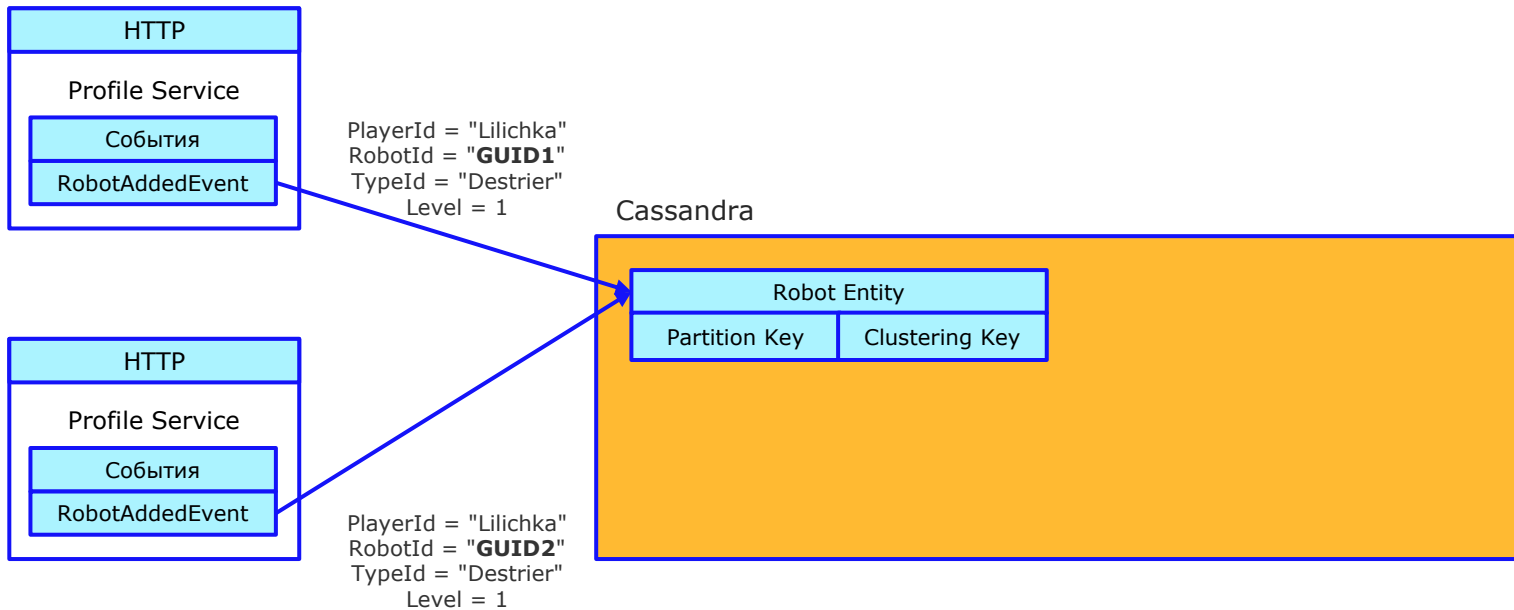 HTTP
Profile Service
События
RobotAddedEvent
PlayerId = "Lilichka"
RobotId = "GUID1"
TypeId = "Destrier"
Level = 1
Cassandra
Robot Entity
Partition Key
Clustering Key
HTTP
Profile Service
События
RobotAddedEvent
PlayerId = "Lilichka"
RobotId = "GUID2"
TypeId = "Destrier"
Level = 1